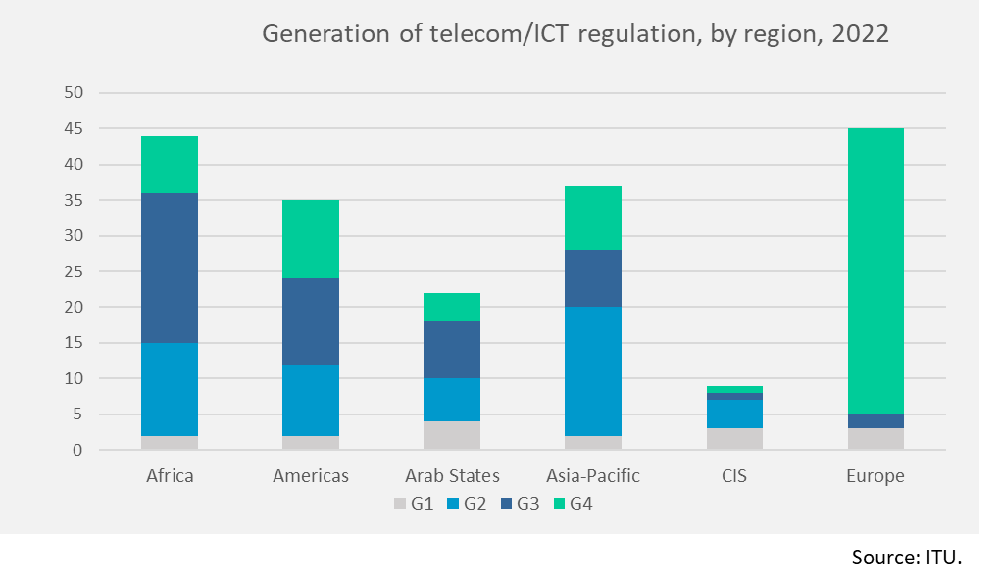 Generation of telecom/ICT regulation, by region, 2022
50
45
40
35
30
25
20
15
10
5
0
Africa Americas Arab States Asia-Pacific CIS Europe
G1 G2 G3 G4
Source: ITU.